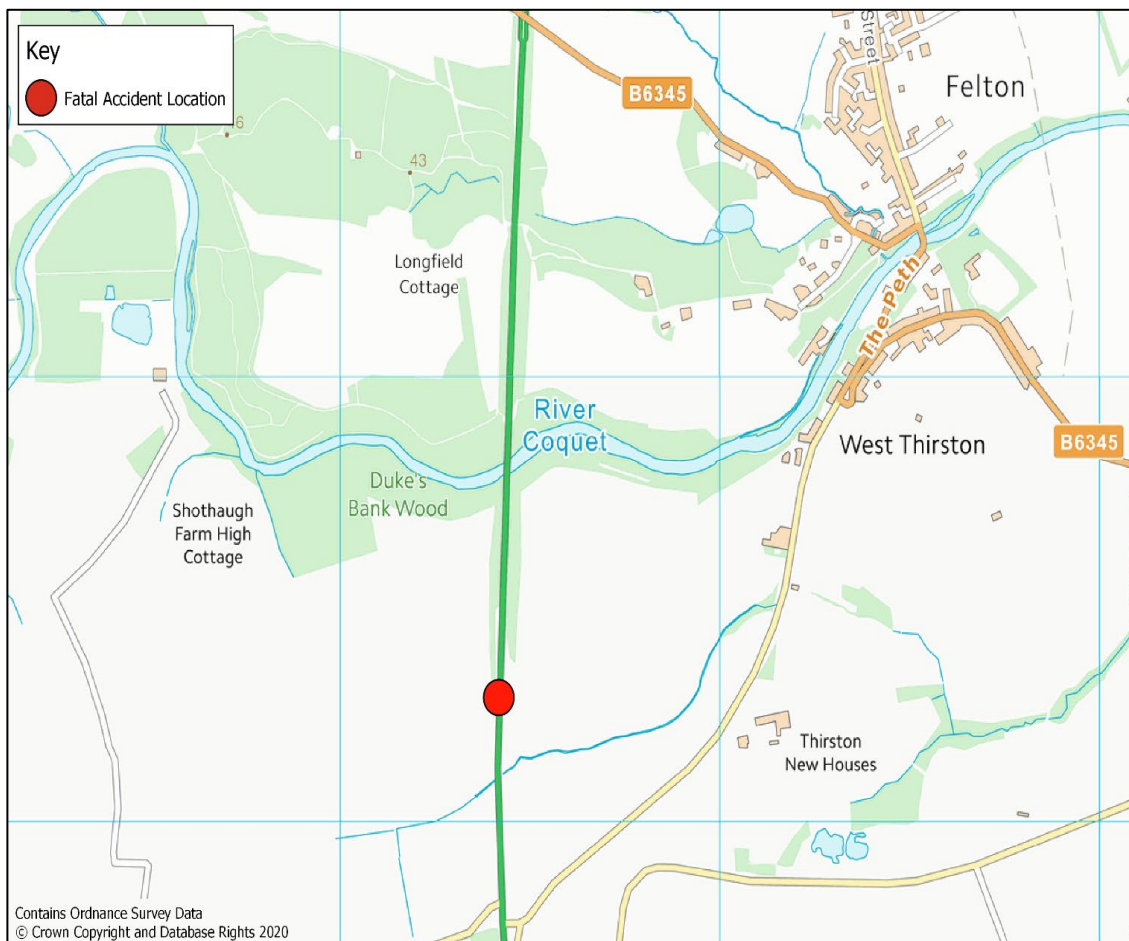 Key
Fatal Accident Location
Street
B6345
Felton
43
Longfield
Cottage
The Peth
River
Coquet
West Thirston
B6345
Duke's
Bank Wood
Shothaugh
Farm High
Cottage
Thirston
New Houses
Contains Ordnance Survey Data
© Crown Copyright and Database Rights 2020